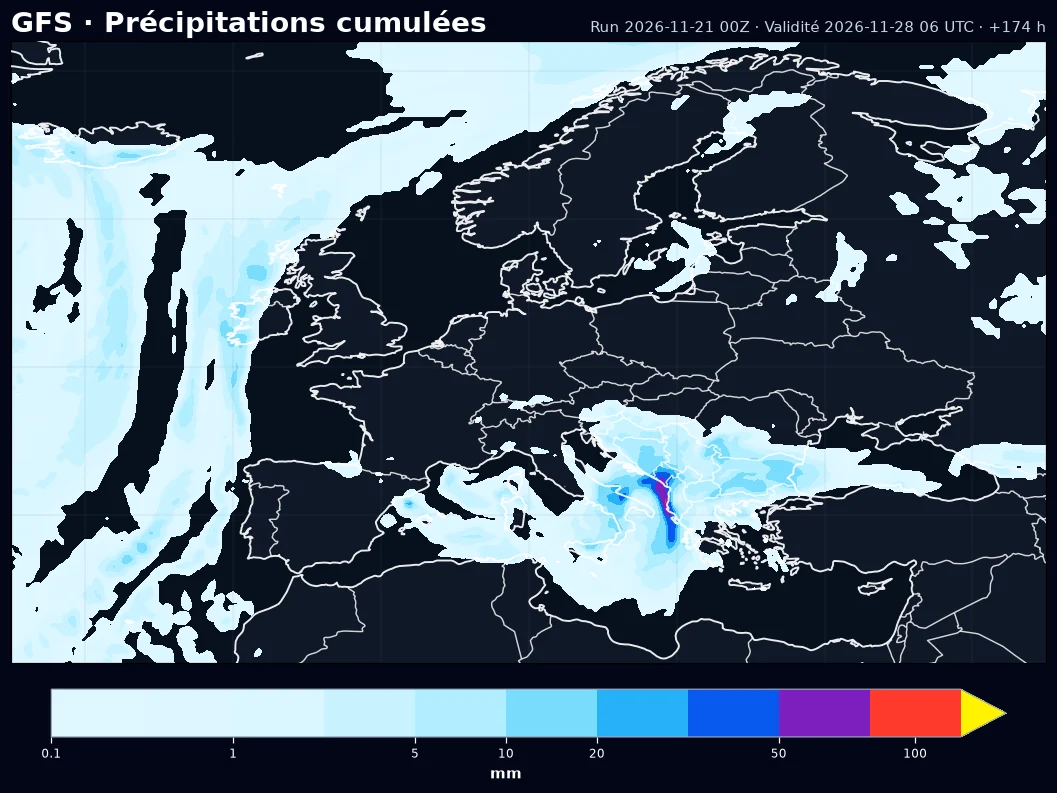 GFS · Précipitations cumulées
Run 2026-11-21 00Z · Validité 2026-11-28 06 UTC · +174 h
0.1 1 5 10 20 50 100
mm